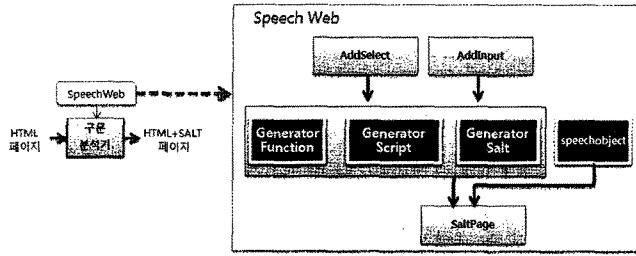 Speech Web
AddSelect
AddInput
SpeechWeb
HTML
페이지
구문
분석기
HTML+SALT
페이지
Generator
Function
Generator
Script
Generator
Salt
speechobject
SaltPage